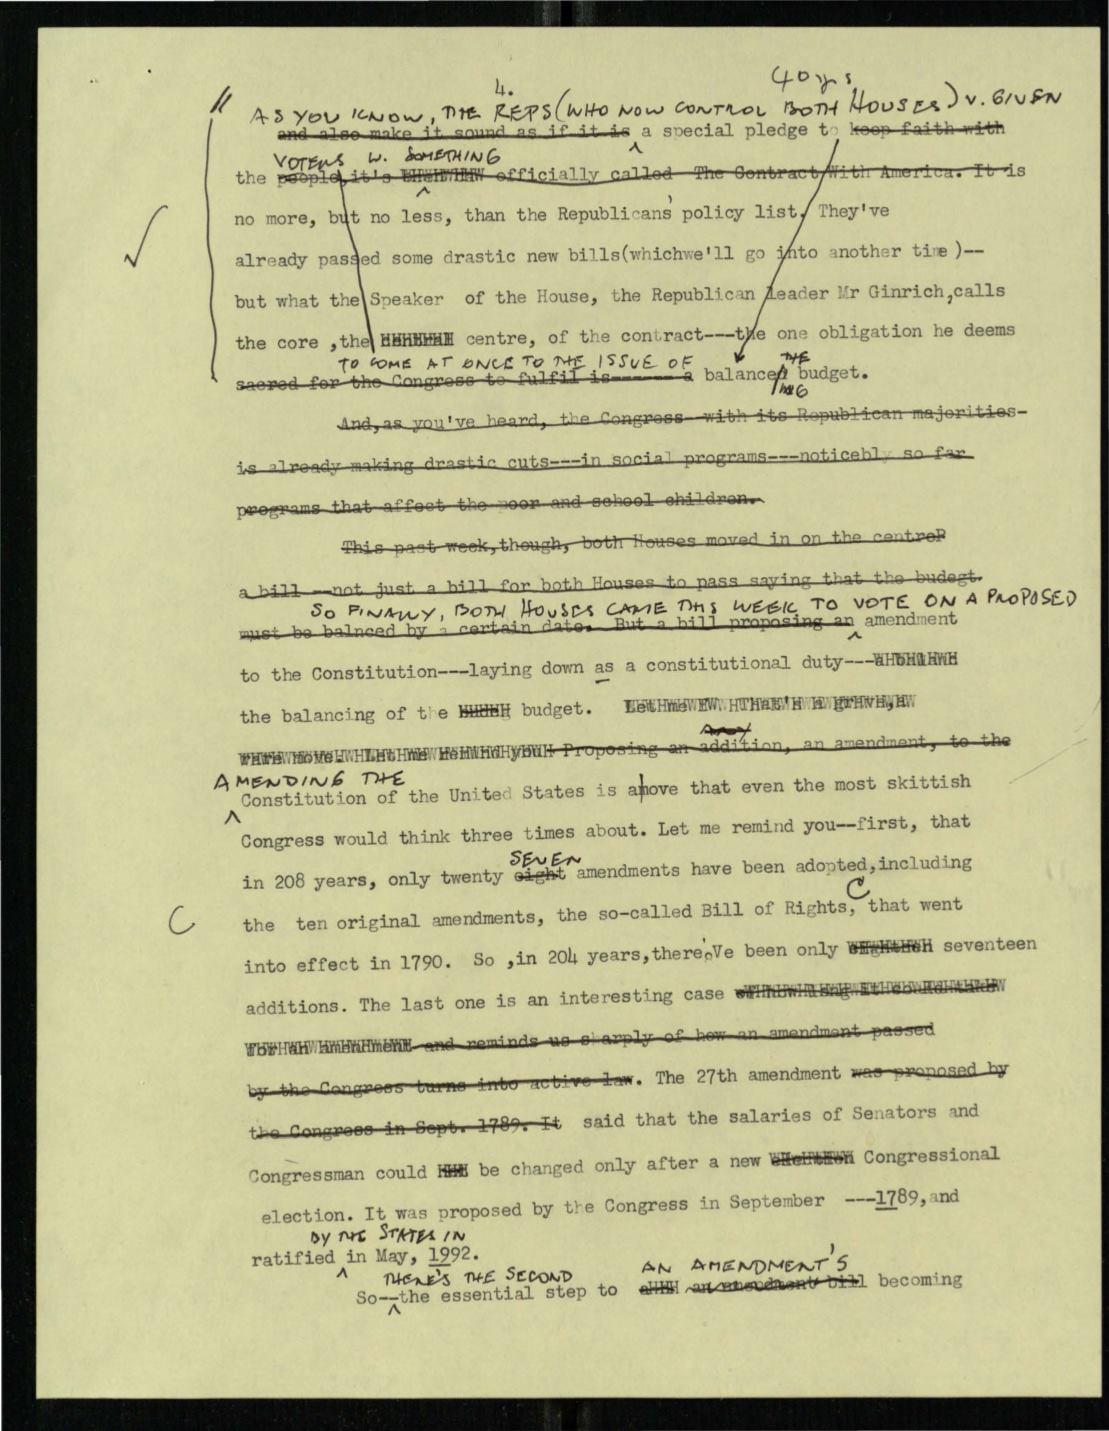 4.
40 yrs
AS YOU KNOW, THE REPS (WHO NOW CONTROL BOTH HOUSES) V. GIVEN
and also make it sound as if it is a special pledge to keep faith with
VOTERS W. SOMETHING
the people, it's officially called The Contract With America. It is
no more, but no less, than the Republicans' policy list. They've
already passed some drastic new bills(whichwe'll go into another time )--
but what the Speaker of the House, the Republican leader Mr Ginrich,calls
the core ,the centre, of the contract---the one obligation he deems
TO COME AT ONCE TO THE ISSUE OF THE
sacred for the Congress to fulfil is------ a balanced budget.
ING
And,as you've heard, the Congress--with its Republican majorities-
is already making drastic cuts---in social programs---noticebly so far
programs that affect the poor and school children.
This past week,though, both Houses moved in on the centreP
a bill --not just a bill for both Houses to pass saying that the budegt.
SO FINALLY, BOTH HOUSES CAME THIS WEEK TO VOTE ON A PROPOSED
must be balnced by a certain date. But a bill proposing an amendment
to the Constitution---laying down as a constitutional duty---
the balancing of the budget. Let me
Proposing an addition, an amendment, to the
AMENDING THE
Constitution of the United States is amove that even the most skittish
Congress would think three times about. Let me remind you--first, that
SEVEN
in 208 years, only twenty eight amendments have been adopted,including
C the ten original amendments, the so-called Bill of Rights, that went
into effect in 1790. So ,in 204 years,there've been only seventeen
additions. The last one is an interesting case
for an amendment and reminds us sharply of how an amendment passed
by the Congress turns into active law. The 27th amendment was proposed by
the Congress in Sept. 1789. It said that the salaries of Senators and
Congressman could be changed only after a new Congressional
election. It was proposed by the Congress in September ---1789,and
BY THE STATES IN
ratified in May, 1992.
THERE'S THE SECOND AN AMENDMENT'S
So--the essential step to an amendment bill becoming